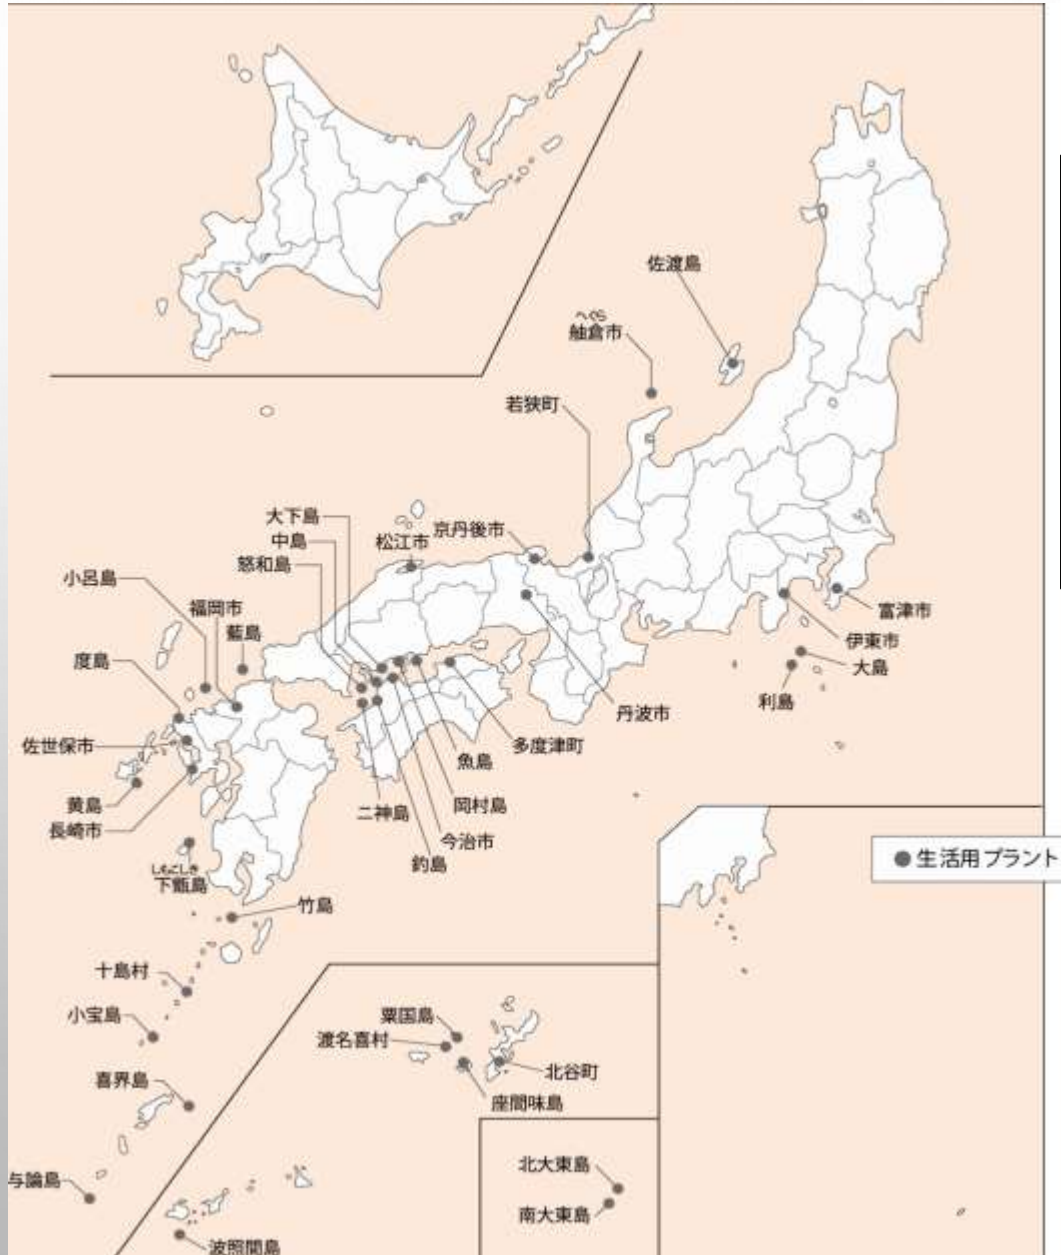 佐渡島
へぐら
舳倉市
若狭町
大下島
中島
怒和島
松江市
京丹後市
小呂島
福岡市
藍島
度島
佐世保市
黄島
長崎市
しもこしき
下甑島
竹島
十島村
小宝島
喜界島
与論島
富津市
伊東市
大島
利島
丹波市
多度津町
魚島
岡村島
今治市
釣島
二神島
生活用プラント
粟国島
渡名喜村
北谷町
座間味島
北大東島
南大東島
波照間島